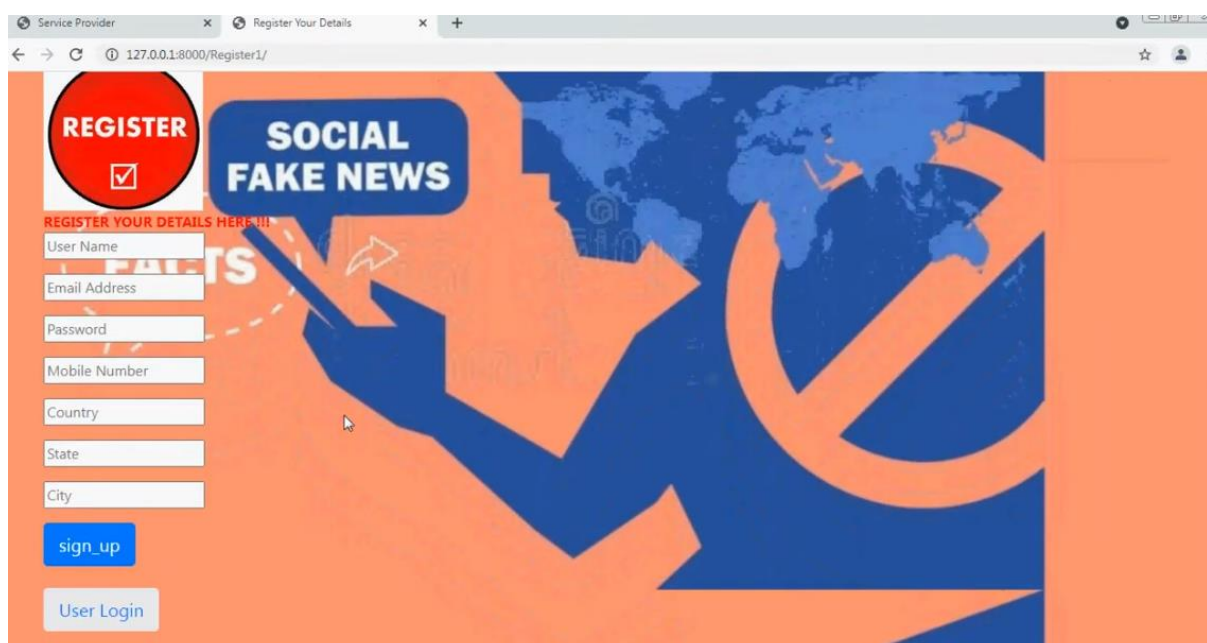 Service Provider
Register Your Details
127.0.0.1:8000/Register1/
REGISTER
SOCIAL
FAKE NEWS
REGISTER YOUR DETAILS HERE !!!
User Name
FACTS
Email Address
Password
Mobile Number
Country
State
City
sign_up
User Login